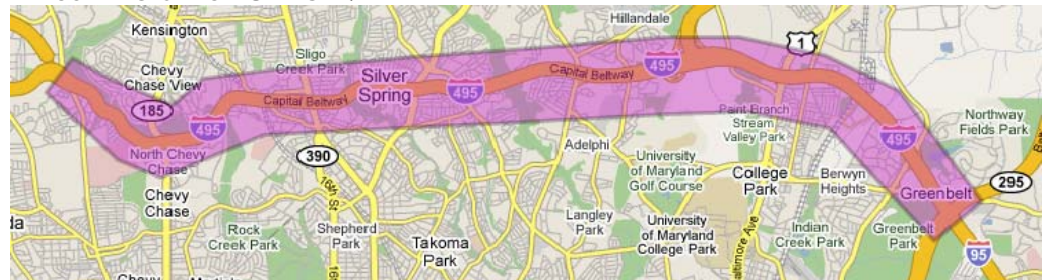 Hillandale
Kensington
1
Sligo
Creek Park
495
Chevy
Chase View
Silver
Spring
495
Capital Beltway
Capital Beltway
185
495
Paint Branch
Stream
Valley Park
Northway
Fields Park
495
North Chevy
Chase
390
Adelphi
University
of Maryland
Golf Course
College
Park
Berwyn
Heights
Greenbelt
295
Chevy
Chase
16th St
Rock
Creek Park
Shepherd
Park
Takoma
Park
Langley
Park
University
of Maryland
College Park
Indian
Creek Park
Greenbelt
Park
95